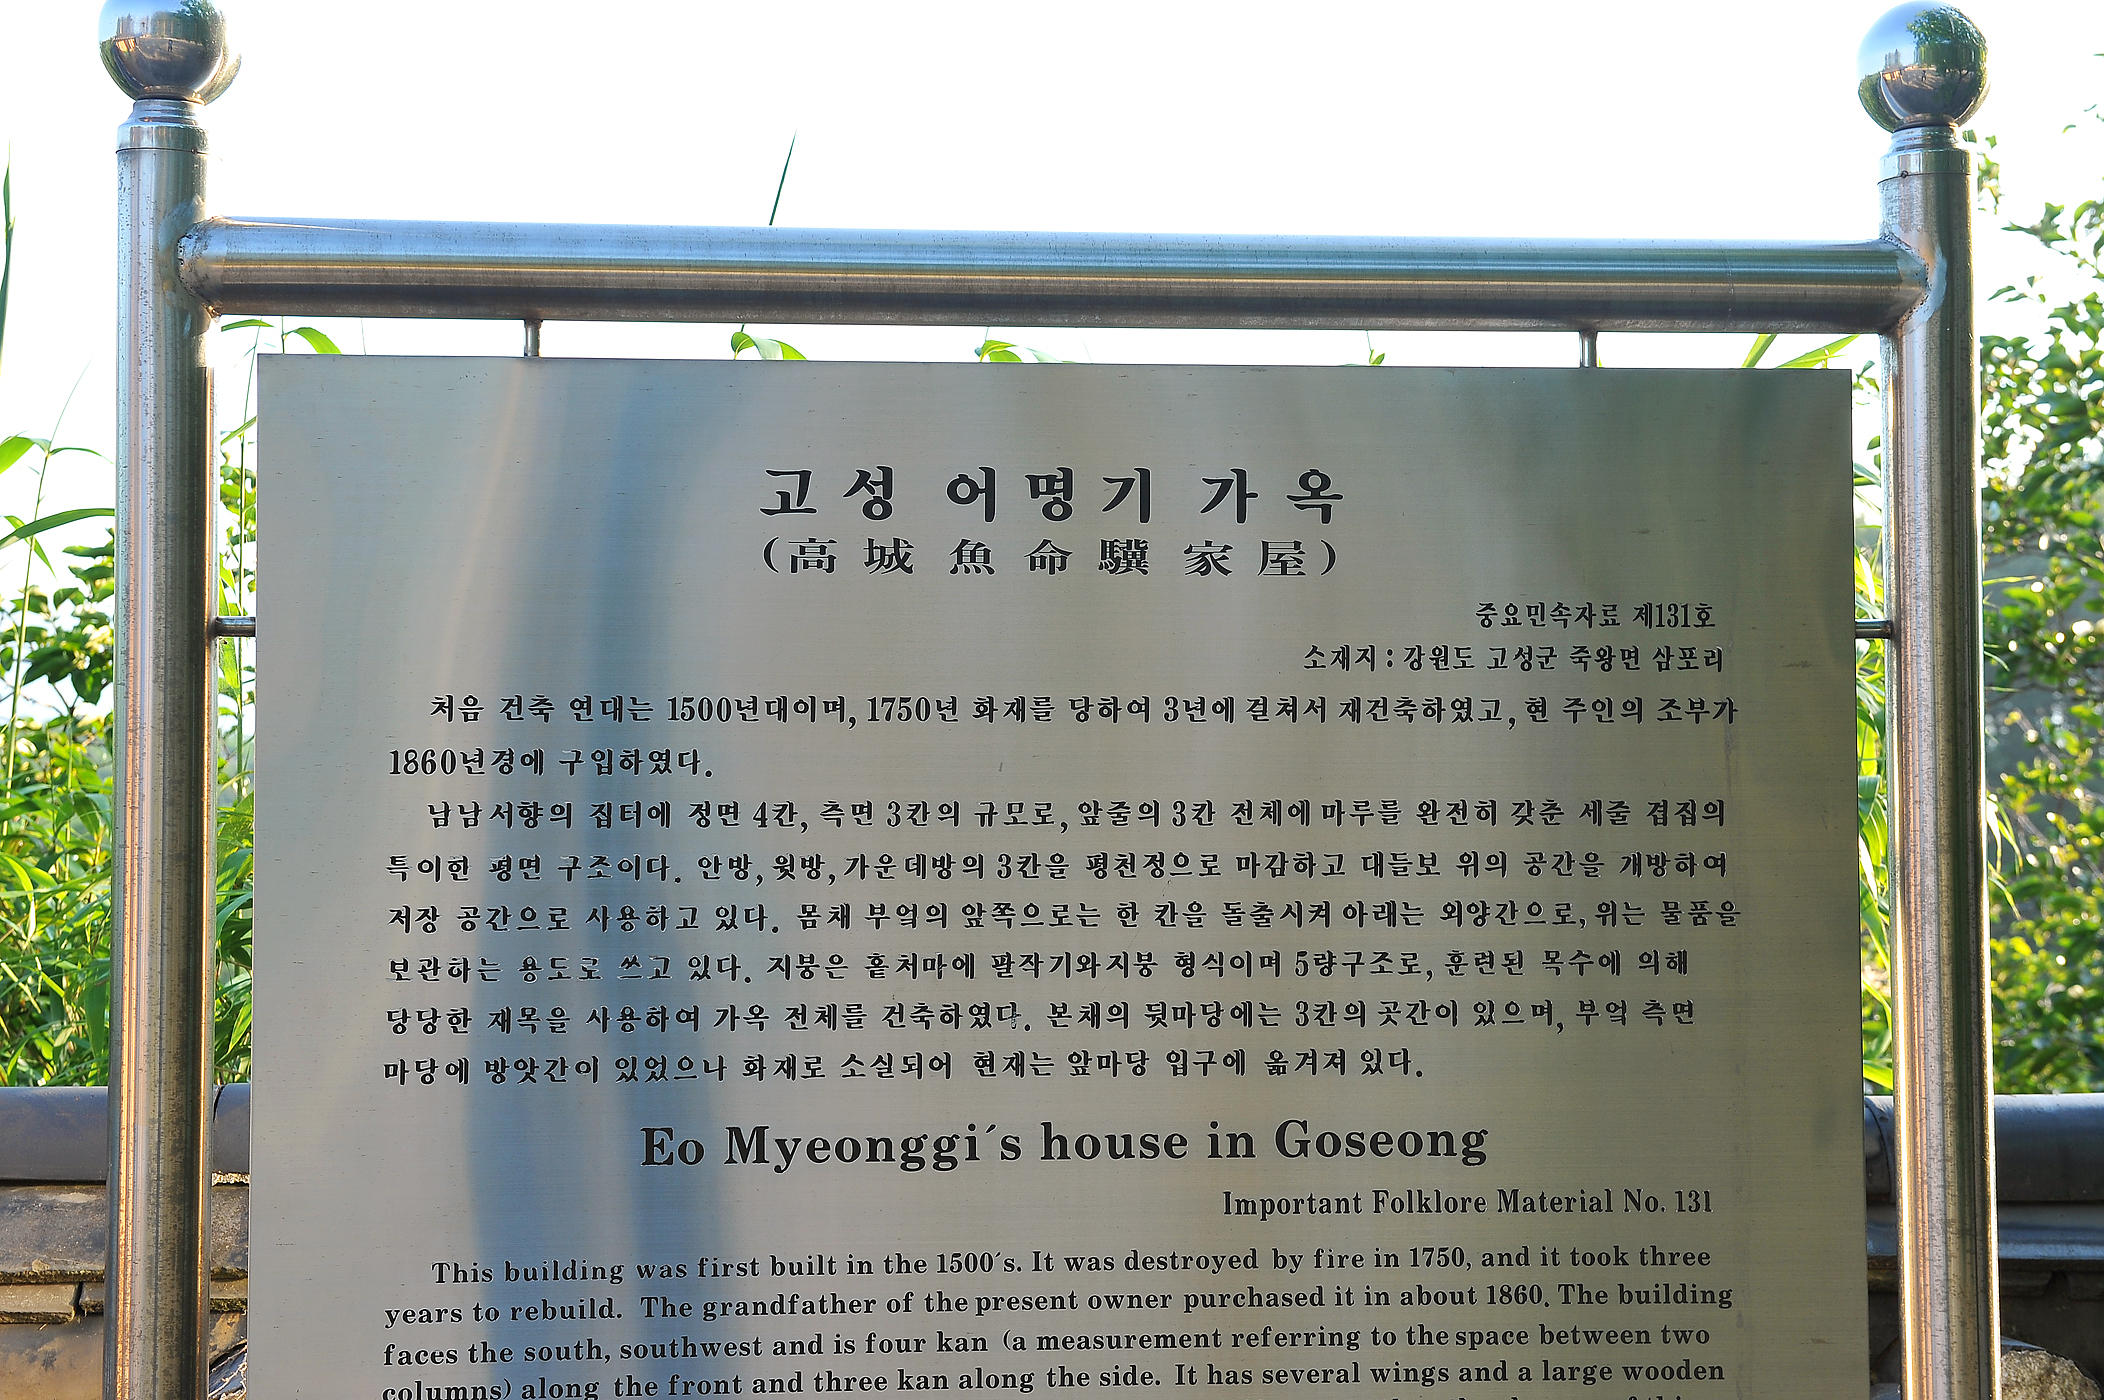 고성 어명기 가옥
(高城 魚命驥 家屋)
중요민속자료 제131호
소재지 : 강원도 고성군 죽왕면 삼포리
처음 건축 연대는 1500년대이며, 1750년 화재를 당하여 3년에 걸쳐서 재건축하였고, 현 주인의 조부가
1860년경에 구입하였다.
남남서향의 집터에 정면 4칸, 측면 3칸의 규모로, 앞줄의 3칸 전체에 마루를 완전히 갖춘 세줄 겹집의
특이한 평면 구조이다. 안방, 윗방, 가운데방의 3칸을 평천정으로 마감하고 대들보 위의 공간을 개방하여
저장 공간으로 사용하고 있다. 몸채 부엌의 앞쪽으로는 한 칸을 돌출시켜 아래는 외양간으로, 위는 물품을
보관하는 용도로 쓰고 있다. 지붕은 홑처마에 팔작기와지붕 형식이며 5량구조로, 훈련된 목수에 의해
당당한 재목을 사용하여 가옥 전체를 건축하였다. 본채의 뒷마당에는 3칸의 곳간이 있으며, 부엌 측면
마당에 방앗간이 있었으나 화재로 소실되어 현재는 앞마당 입구에 옮겨져 있다.
Eo Myeonggi´s house in Goseong
Important Folklore Material No. 131
This building was first built in the 1500´s. It was destroyed by fire in 1750, and it took three
years to rebuild. The grandfather of the present owner purchased it in about 1860. The building
faces the south, southwest and is four kan (a measurement referring to the space between two
columns) along the front and three kan along the side. It has several wings and a large wooden